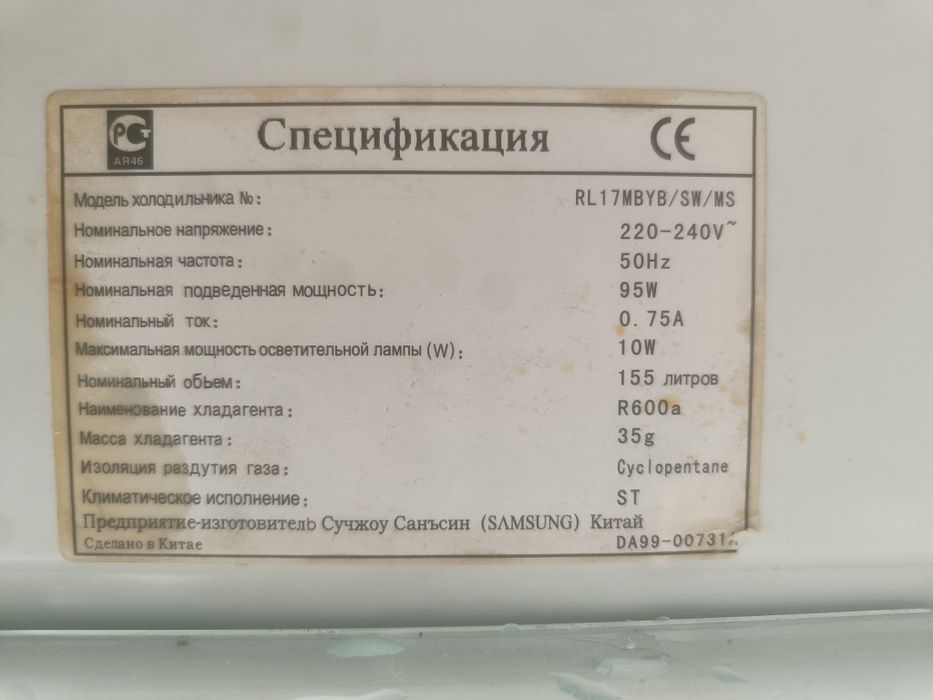 РСТ
АЯ46
Спецификация CE
Модель холодильника №: RL17MBYB/SW/MS
Номинальное напряжение: 220-240V~
Номинальная частота: 50Hz
Номинальная подведенная мощность: 95W
Номинальный ток: 0.75A
Максимальная мощность осветительной лампы (W): 10W
Номинальный объем: 155 литров
Наименование хладагента: R600a
Масса хладагента: 35g
Изоляция раздутия газа: Cyclopentane
Климатическое исполнение: ST
Предприятие-изготовитель Сучжоу Санъсин (SAMSUNG) Китай
Сделано в Китае